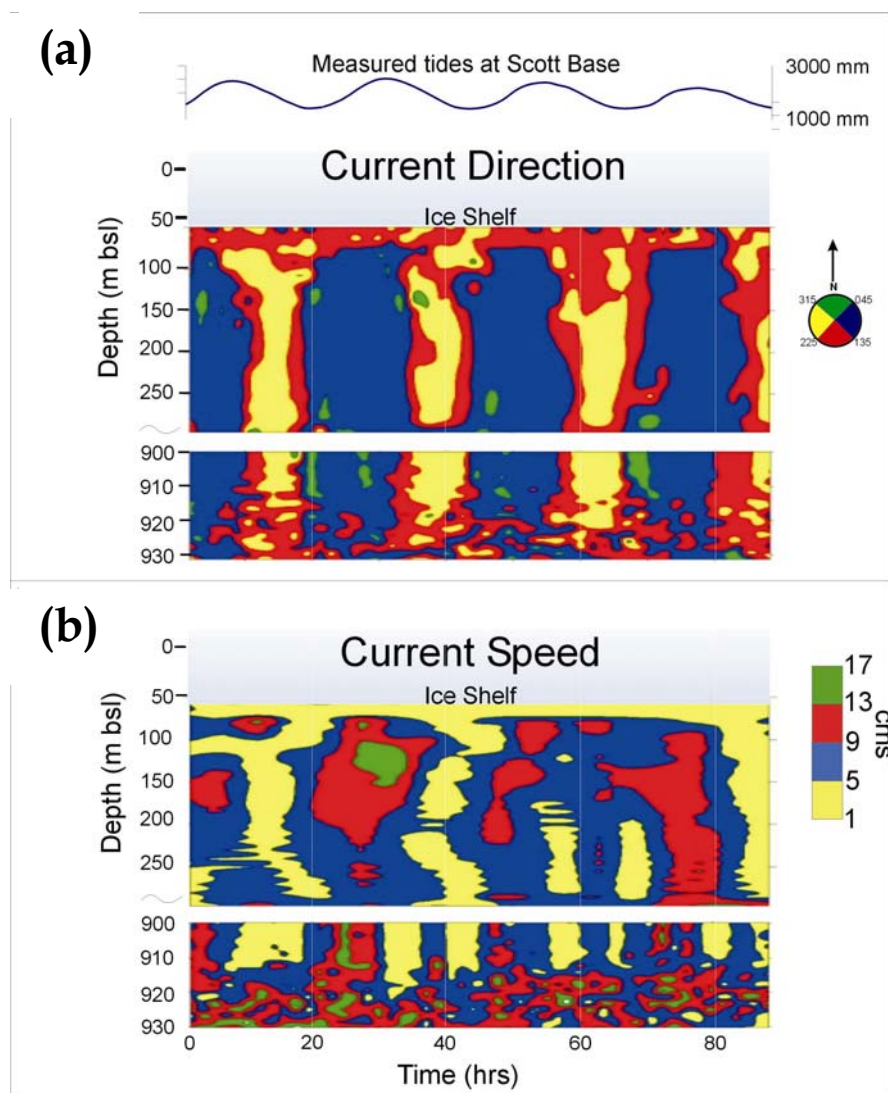 (a)
Measured tides at Scott Base
3000 mm
1000 mm
Current Direction
Ice Shelf
Depth (m bsl)
0
50
100
150
200
250
900
910
920
930
N
315
045
225
135
(b)
Current Speed
Ice Shelf
Depth (m bsl)
0
50
100
150
200
250
900
910
920
930
0 20 40 60 80
Time (hrs)
17
13
9
5
1
cms